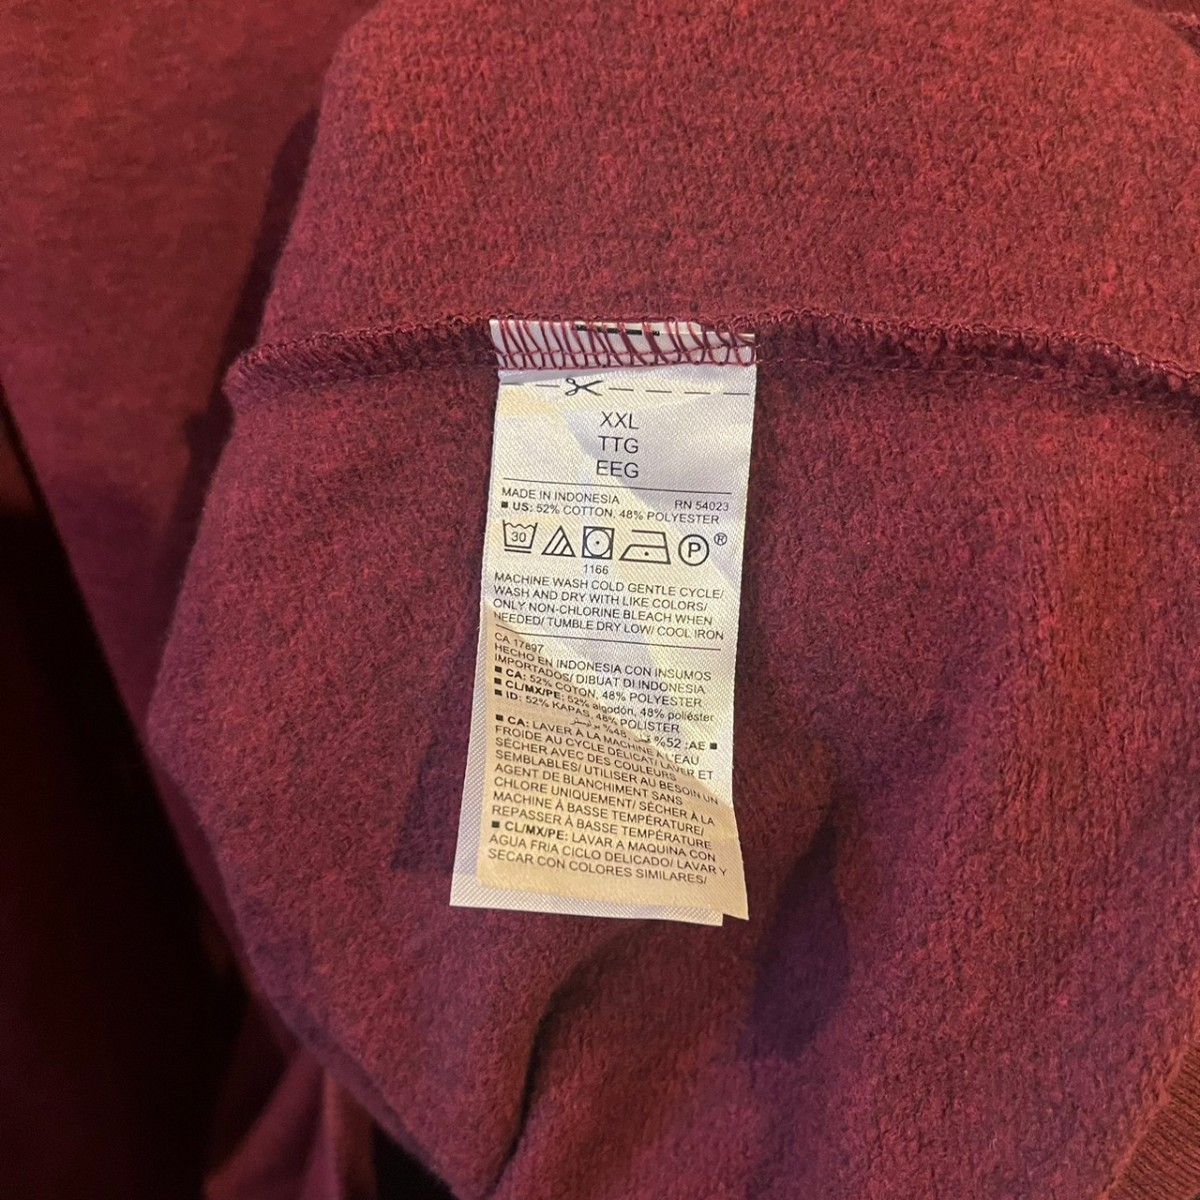 XXL
TTG
EEG
MADE IN INDONESIA RN 54023
■ US: 52% COTTON, 48% POLYESTER
30 P ®
1166
MACHINE WASH COLD GENTLE CYCLE/
WASH AND DRY WITH LIKE COLORS/
ONLY NON-CHLORINE BLEACH WHEN
NEEDED/ TUMBLE DRY LOW/ COOL IRON
CA 17897
HECHO EN INDONESIA CON INSUMOS
IMPORTADOS/ DIBUAT DI INDONESIA
■ CA: 52% COTON, 48% POLYESTER
■ CL/MX/PE: 52% algodón, 48% poliéster
■ ID: 52% KAPAS, 48% POLISTER
■ AE: 52% قطن، 48% بوليستر
■ CA: LAVER À LA MACHINE À L'EAU
FROIDE AU CYCLE DÉLICAT/ LAVER ET
SÉCHER AVEC DES COULEURS
SEMBLABLES/ UTILISER AU BESOIN UN
AGENT DE BLANCHIMENT SANS
CHLORE UNIQUEMENT/ SÉCHER À LA
MACHINE À BASSE TEMPÉRATURE/
REPASSER À BASSE TEMPÉRATURE
■ CL/MX/PE: LAVAR A MAQUINA CON
AGUA FRIA CICLO DELICADO/ LAVAR Y
SECAR CON COLORES SIMILARES/